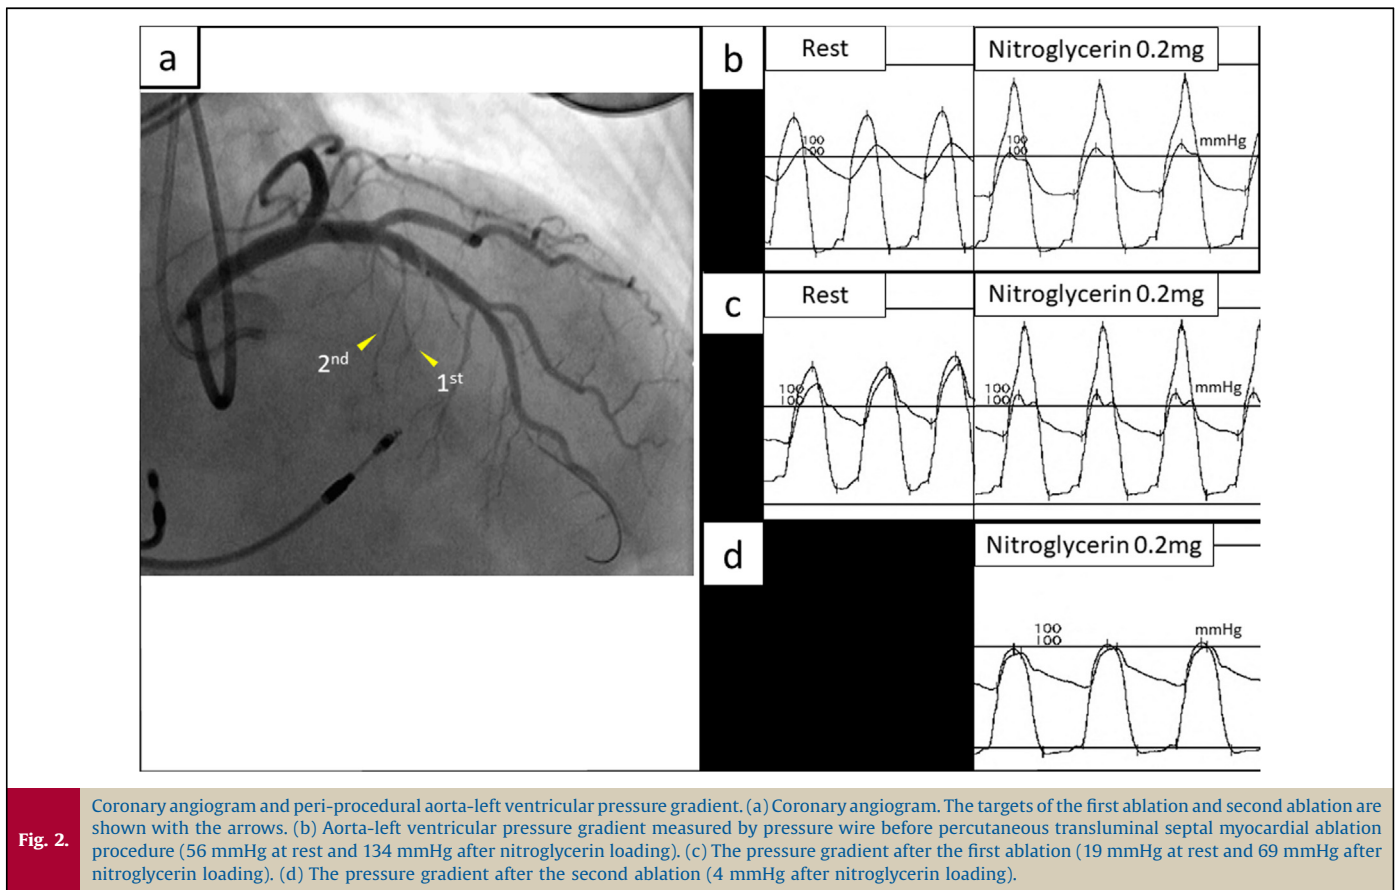 a
2nd
1st
b
Rest
Nitroglycerin 0.2mg
100
100
100
100
mmHg
c
Rest
Nitroglycerin 0.2mg
100
100
100
100
mmHg
d
Nitroglycerin 0.2mg
100
100
mmHg
Fig. 2.
Coronary angiogram and peri-procedural aorta-left ventricular pressure gradient. (a) Coronary angiogram. The targets of the first ablation and second ablation are
shown with the arrows. (b) Aorta-left ventricular pressure gradient measured by pressure wire before percutaneous transluminal septal myocardial ablation
procedure (56 mmHg at rest and 134 mmHg after nitroglycerin loading). (c) The pressure gradient after the first ablation (19 mmHg at rest and 69 mmHg after
nitroglycerin loading). (d) The pressure gradient after the second ablation (4 mmHg after nitroglycerin loading).